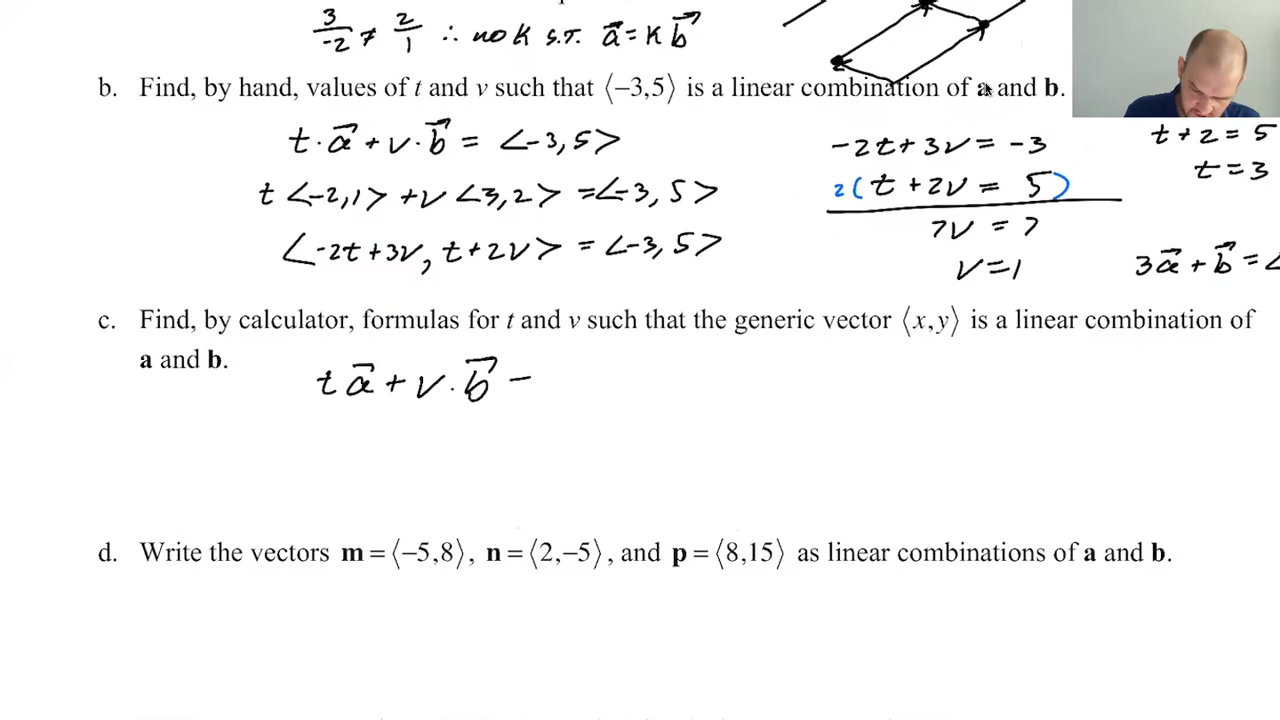 3/-2 ≠ 2/1 ∴ no K s.t. a⃗ = K b⃗
b. Find, by hand, values of t and v such that ⟨−3,5⟩ is a linear combination of a and b.
t·a⃗ + v·b⃗ = <-3, 5>
t <-2, 1> + v <3, 2> = <-3, 5>
<-2t + 3v, t + 2v> = <-3, 5>
-2t + 3v = -3
2( t + 2v = 5 )
7v = 7
v = 1
t + 2 = 5
t = 3
3a⃗ + b⃗ = <
c. Find, by calculator, formulas for t and v such that the generic vector ⟨x, y⟩ is a linear combination of
a and b.
t a⃗ + v·b⃗ –
d. Write the vectors m = ⟨−5,8⟩, n = ⟨2,−5⟩, and p = ⟨8,15⟩ as linear combinations of a and b.